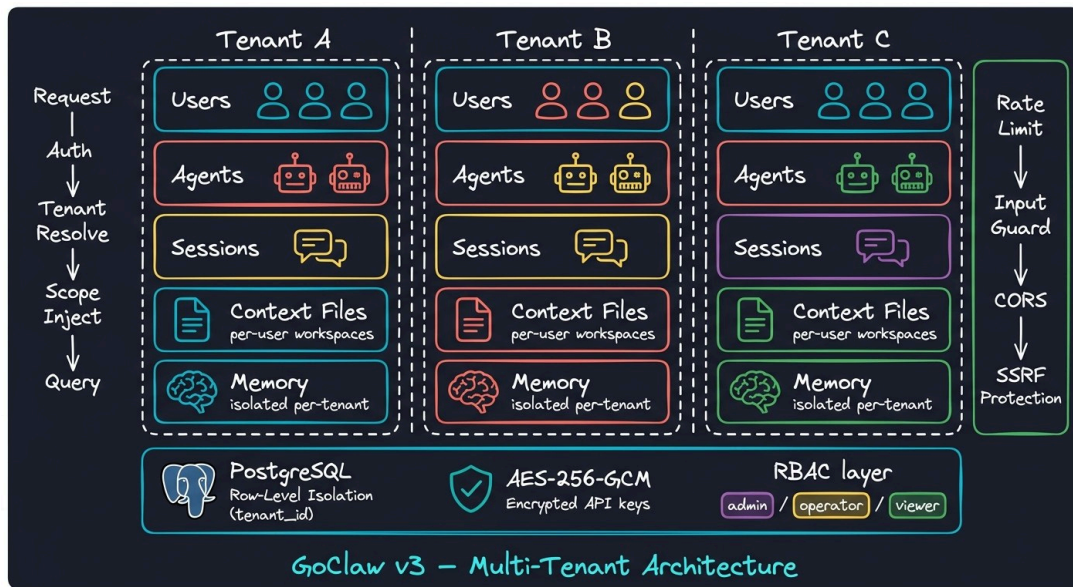 Tenant A
Tenant B
Tenant C
Request
Auth
Tenant
Resolve
Scope
Inject
Query
Users
Agents
Sessions
Context Files
per-user workspaces
Memory
isolated per-tenant
Users
Agents
Sessions
Context Files
per-user workspaces
Memory
isolated per-tenant
Users
Agents
Sessions
Context Files
per-user workspaces
Memory
isolated per-tenant
Rate
Limit
Input
Guard
CORS
SSRF
Protection
PostgreSQL
Row-Level Isolation
(tenant_id)
AES-256-GCM
Encrypted API keys
RBAC layer
admin / operator / viewer
GoClaw v3 — Multi-Tenant Architecture